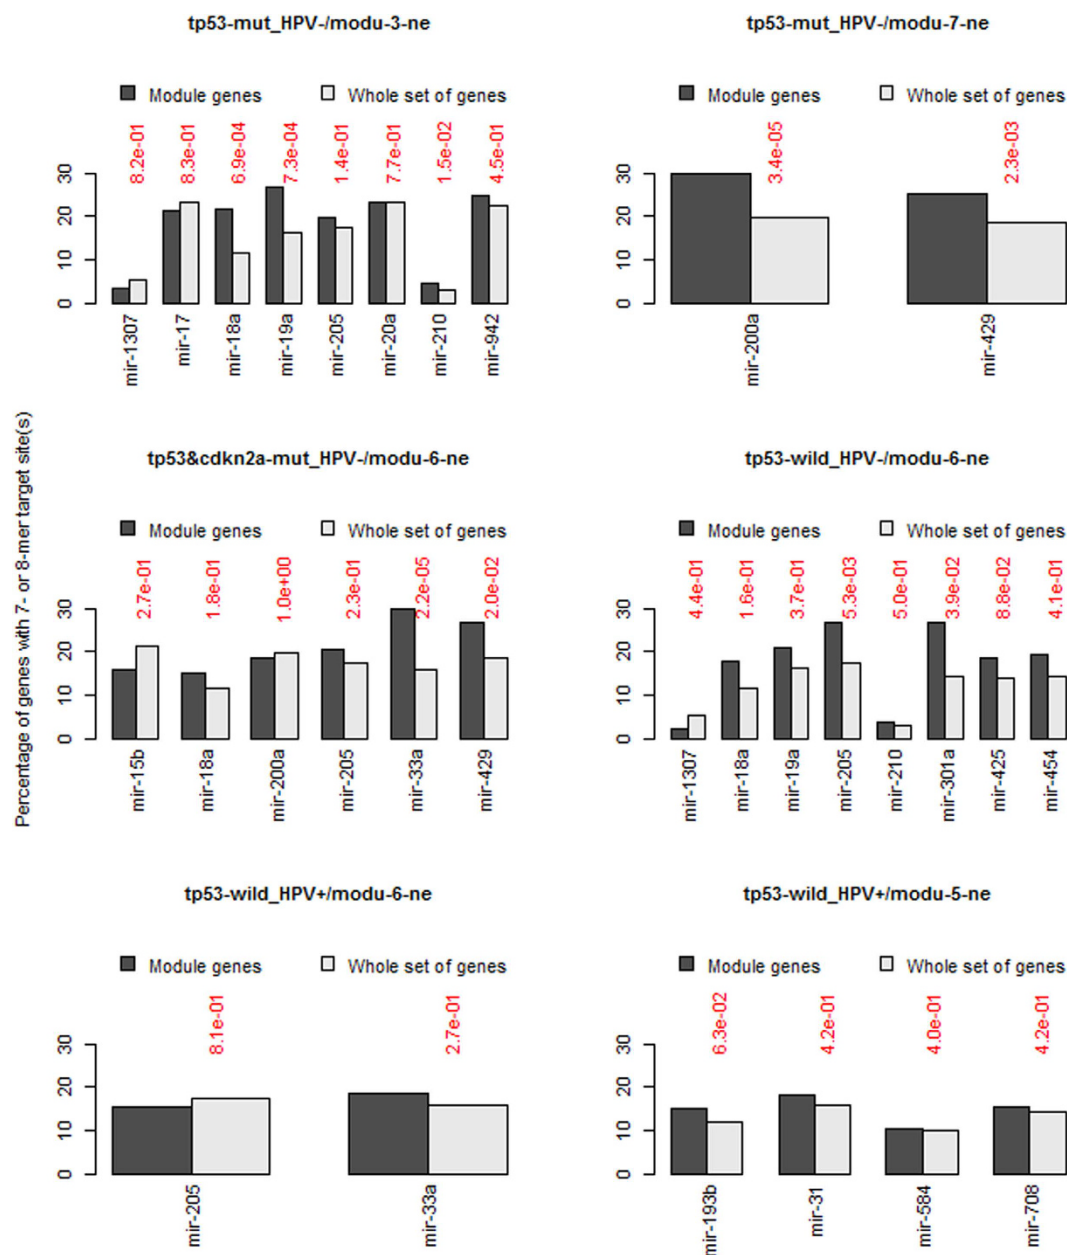 tp53-mut_HPV-/modu-3-ne
Module genes Whole set of genes
8.2e-01 8.3e-01 6.9e-04 7.3e-04 1.4e-01 7.7e-01 1.5e-02 4.5e-01
30
20
10
0
mir-1307 mir-17 mir-18a mir-19a mir-205 mir-20a mir-210 mir-942
tp53-mut_HPV-/modu-7-ne
Module genes Whole set of genes
3.4e-05 2.3e-03
30
20
10
0
mir-200a mir-429
Percentage of genes with 7- or 8-mer target site(s)
tp53&cdkn2a-mut_HPV-/modu-6-ne
Module genes Whole set of genes
2.7e-01 1.8e-01 1.0e+00 2.3e-01 2.2e-05 2.0e-02
30
20
10
0
mir-15b mir-18a mir-200a mir-205 mir-33a mir-429
tp53-wild_HPV-/modu-6-ne
Module genes Whole set of genes
4.4e-01 1.6e-01 3.7e-01 5.3e-03 5.0e-01 3.9e-02 8.8e-02 4.1e-01
30
20
10
0
mir-1307 mir-18a mir-19a mir-205 mir-210 mir-301a mir-425 mir-454
tp53-wild_HPV+/modu-6-ne
Module genes Whole set of genes
8.1e-01 2.7e-01
30
20
10
0
mir-205 mir-33a
tp53-wild_HPV+/modu-5-ne
Module genes Whole set of genes
6.3e-02 4.2e-01 4.0e-01 4.2e-01
30
20
10
0
mir-193b mir-31 mir-584 mir-708